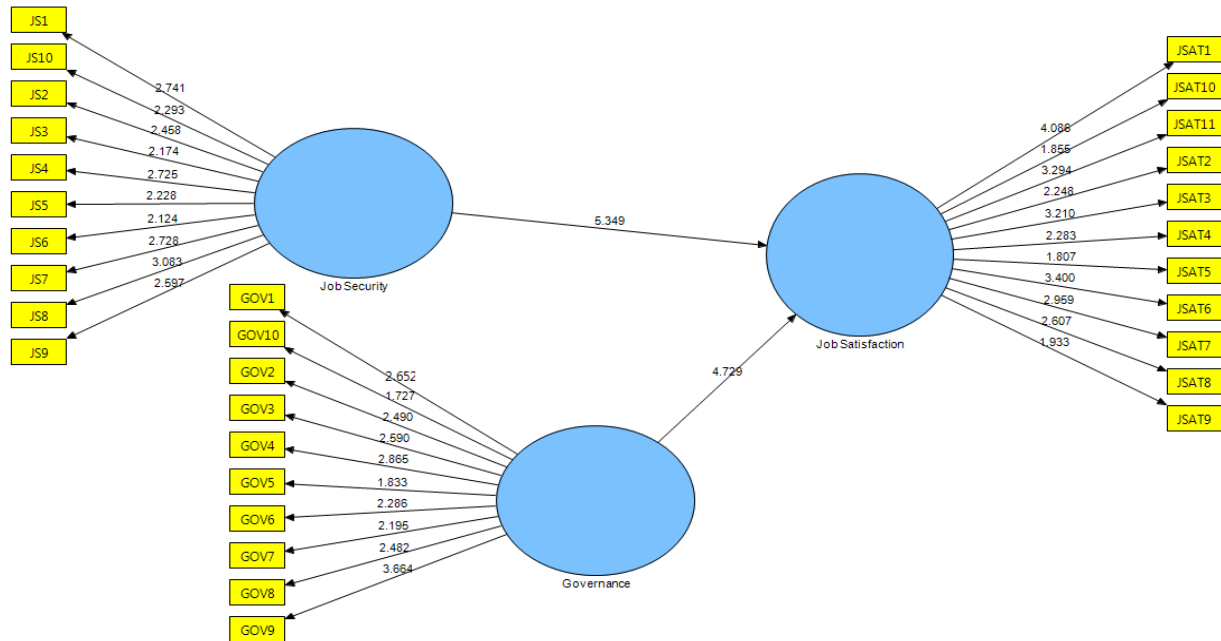 JS1
JS10
JS2
JS3
JS4
JS5
JS6
JS7
JS8
JS9
2.741
2.293
2.458
2.174
2.725
2.228
2.124
2.728
3.083
2.597
Job Security
5.349
GOV1
GOV10
GOV2
GOV3
GOV4
GOV5
GOV6
GOV7
GOV8
GOV9
2.652
1.727
2.490
2.590
2.865
1.833
2.286
2.195
2.482
3.664
Governance
4.729
Job Satisfaction
4.086
1.855
3.294
2.248
3.210
2.283
1.807
3.400
2.959
2.607
1.933
JSAT1
JSAT10
JSAT11
JSAT2
JSAT3
JSAT4
JSAT5
JSAT6
JSAT7
JSAT8
JSAT9